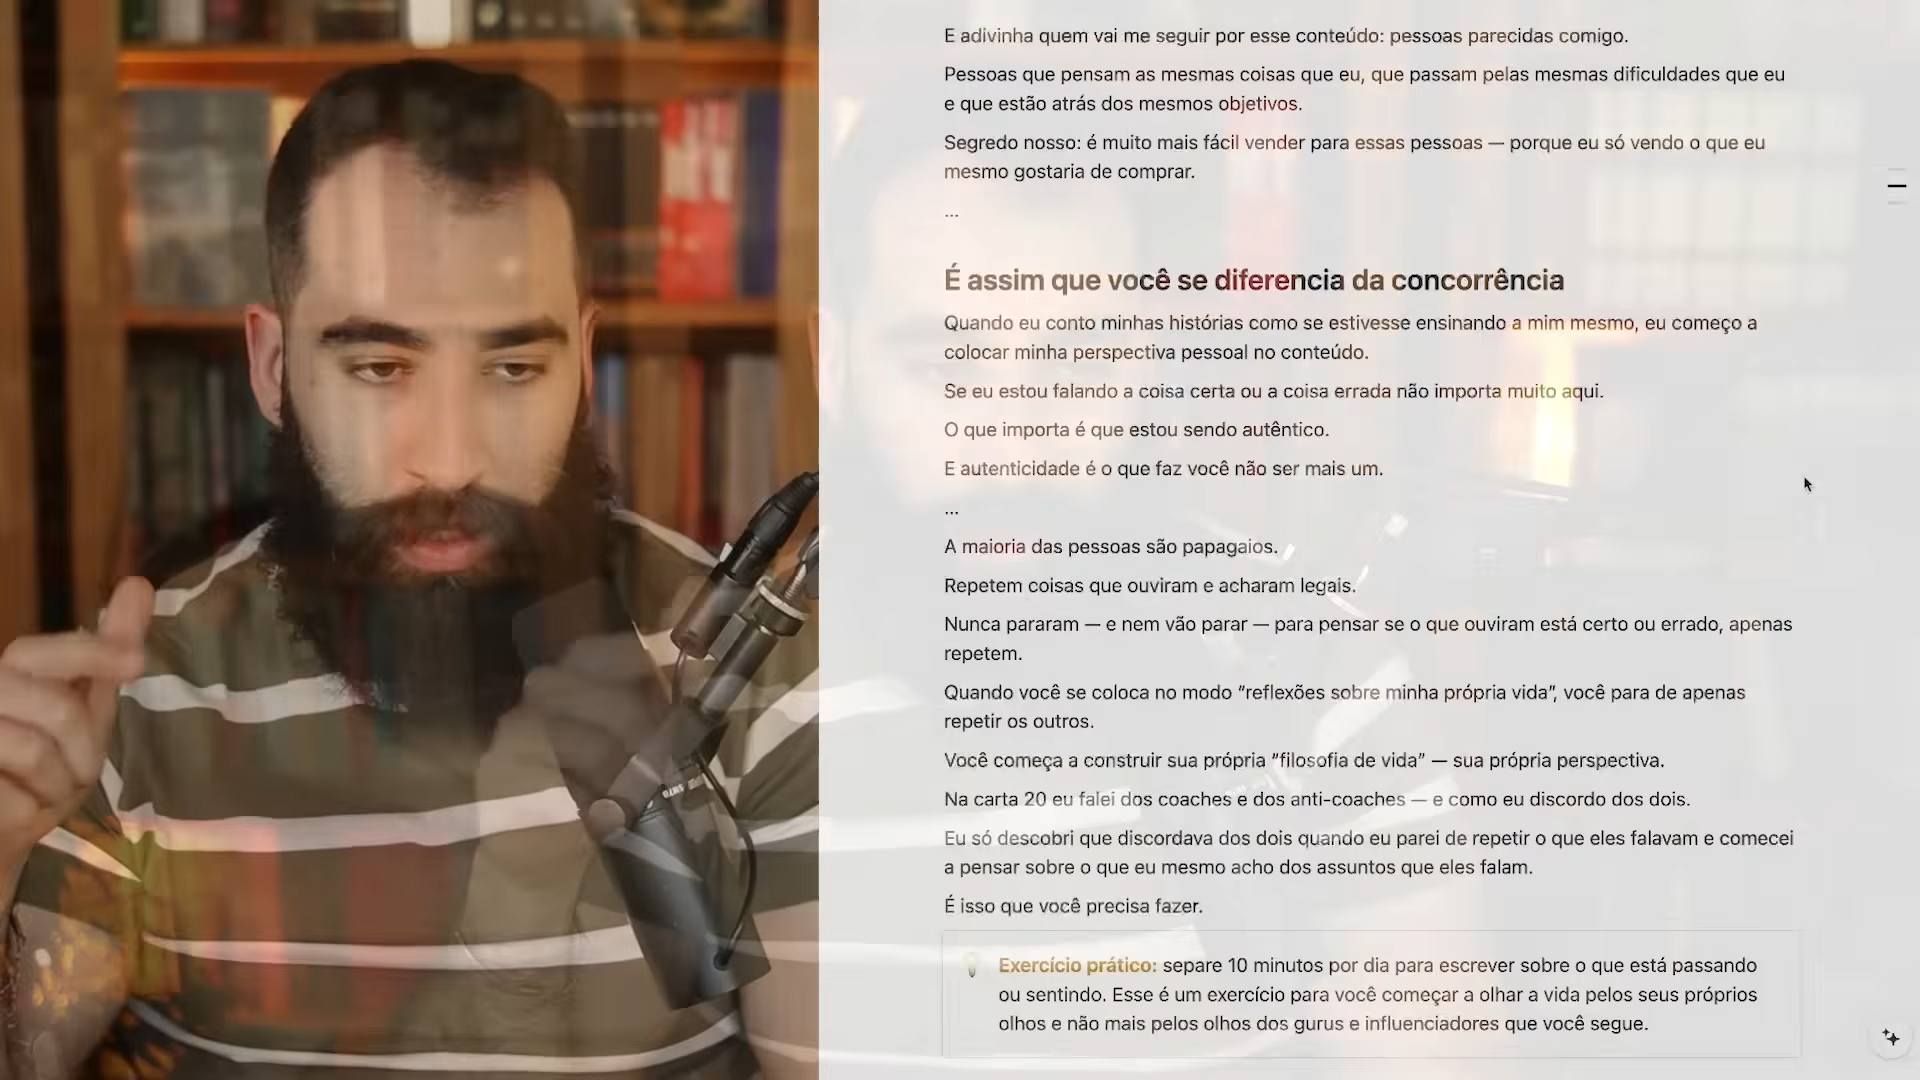 E adivinha quem vai me seguir por esse conteúdo: pessoas parecidas comigo.
Pessoas que pensam as mesmas coisas que eu, que passam pelas mesmas dificuldades que eu
e que estão atrás dos mesmos objetivos.
Segredo nosso: é muito mais fácil vender para essas pessoas — porque eu só vendo o que eu
mesmo gostaria de comprar.
...
É assim que você se diferencia da concorrência
Quando eu conto minhas histórias como se estivesse ensinando a mim mesmo, eu começo a
colocar minha perspectiva pessoal no conteúdo.
Se eu estou falando a coisa certa ou a coisa errada não importa muito aqui.
O que importa é que estou sendo autêntico.
E autenticidade é o que faz você não ser mais um.
...
A maioria das pessoas são papagaios.
Repetem coisas que ouviram e acharam legais.
Nunca pararam — e nem vão parar — para pensar se o que ouviram está certo ou errado, apenas
repetem.
Quando você se coloca no modo “reflexões sobre minha própria vida”, você para de apenas
repetir os outros.
Você começa a construir sua própria “filosofia de vida” — sua própria perspectiva.
Na carta 20 eu falei dos coaches e dos anti-coaches — e como eu discordo dos dois.
Eu só descobri que discordava dos dois quando eu parei de repetir o que eles falavam e comecei
a pensar sobre o que eu mesmo acho dos assuntos que eles falam.
É isso que você precisa fazer.
Exercício prático: separe 10 minutos por dia para escrever sobre o que está passando
ou sentindo. Esse é um exercício para você começar a olhar a vida pelos seus próprios
olhos e não mais pelos olhos dos gurus e influenciadores que você segue.